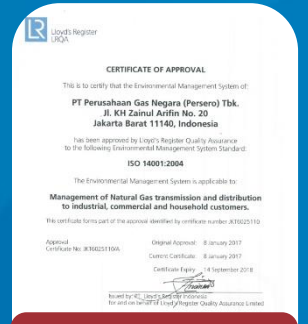 LR
Lloyd's Register
LRQA
CERTIFICATE OF APPROVAL
This is to certify that the Environmental Management System of:
PT Perusahaan Gas Negara (Persero) Tbk.
Jl. KH Zainul Arifin No. 20
Jakarta Barat 11140, Indonesia
has been approved by Lloyd's Register Quality Assurance
to the following Environmental Management System Standard:
ISO 14001:2004
The Environmental Management System is applicable to:
Management of Natural Gas transmission and distribution
to industrial, commercial and household customers.
This certificate forms part of the approval identified by certificate number JKT6025110
Approval
Certificate No: JKT6025110/A
Original Approval: 8 January 2017
Current Certificate: 8 January 2017
Certificate Expiry: 14 September 2018
Issued by: PT. Lloyd's Register Indonesia
for and on behalf of Lloyd's Register Quality Assurance Limited